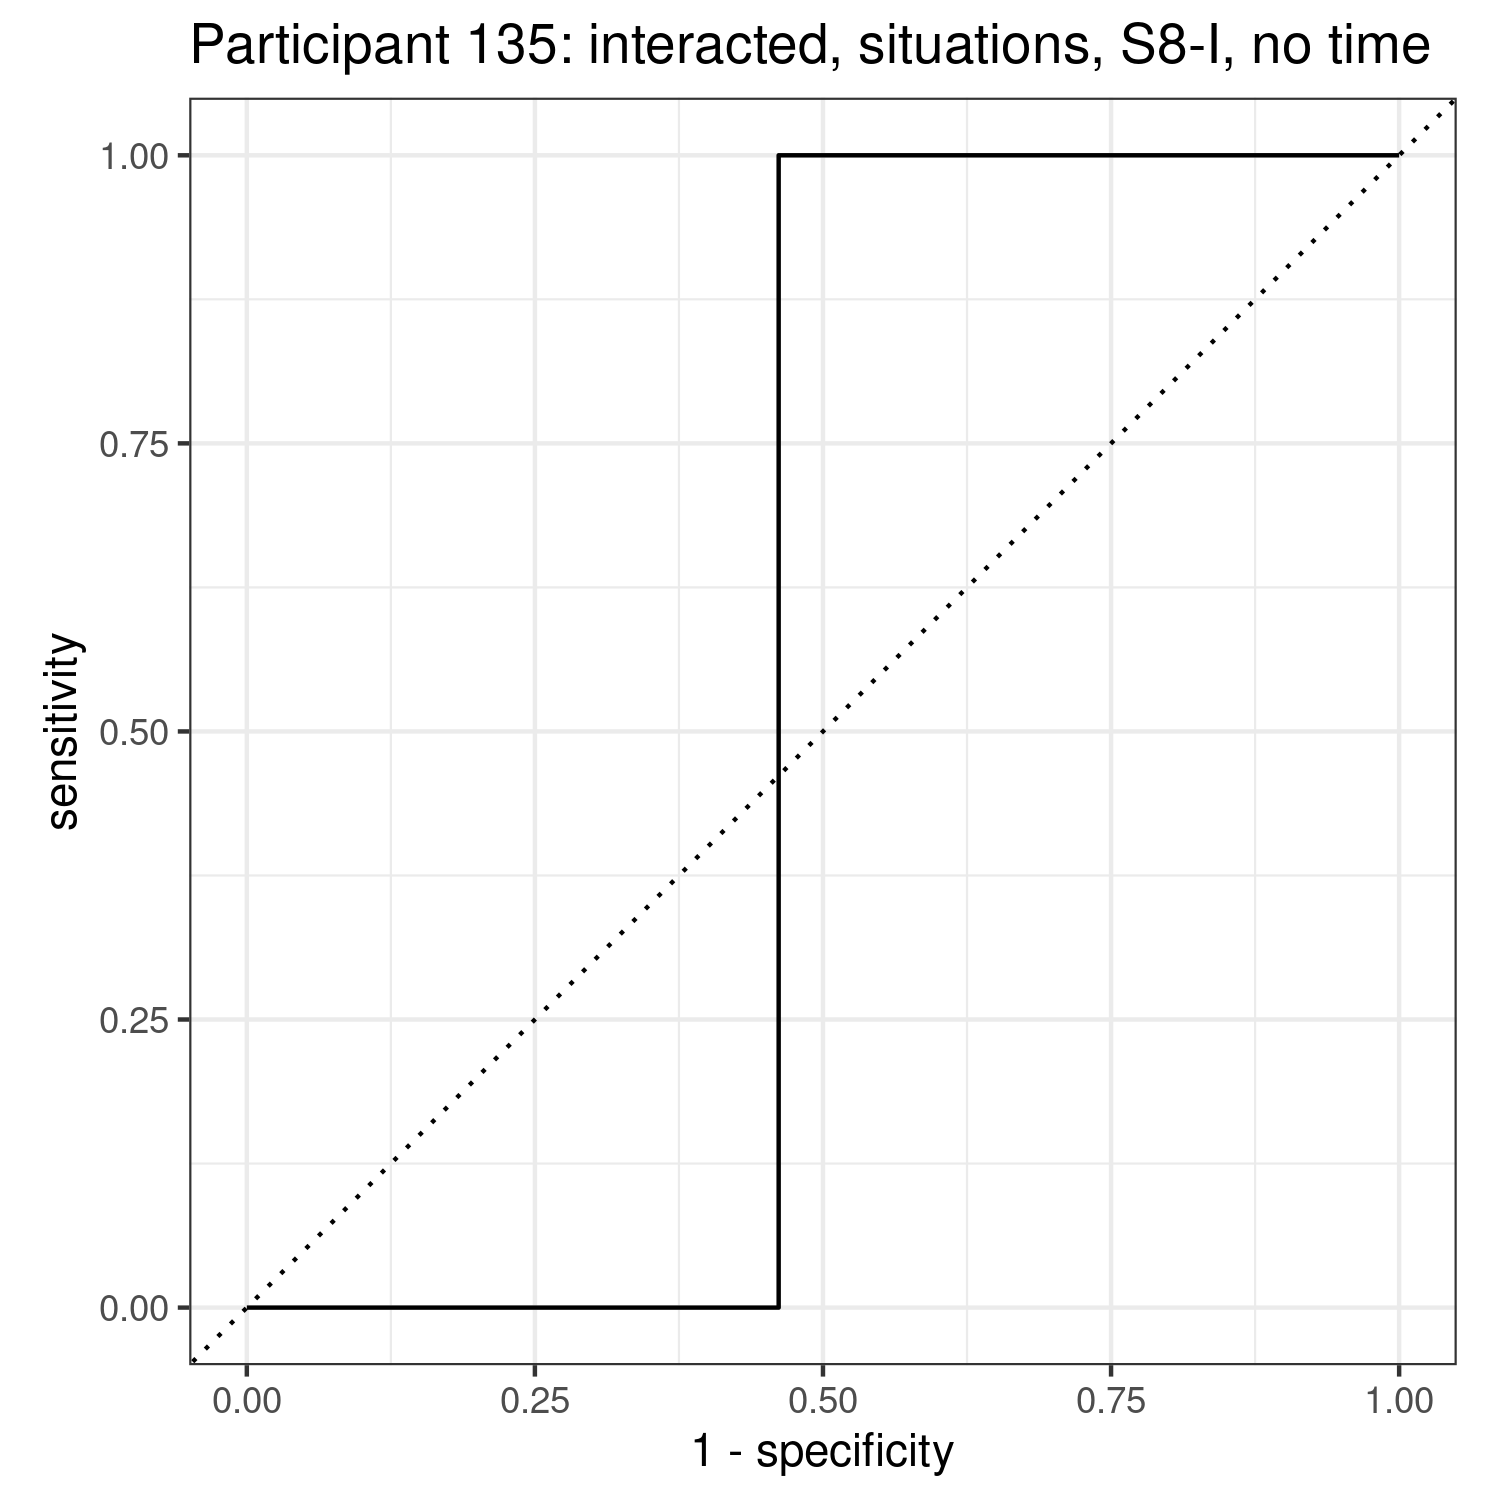 Participant 135: interacted, situations, S8-I, no time
1.00
0.75
0.50
0.25
0.00
sensitivity
0.00 0.25 0.50 0.75 1.00
1 - specificity